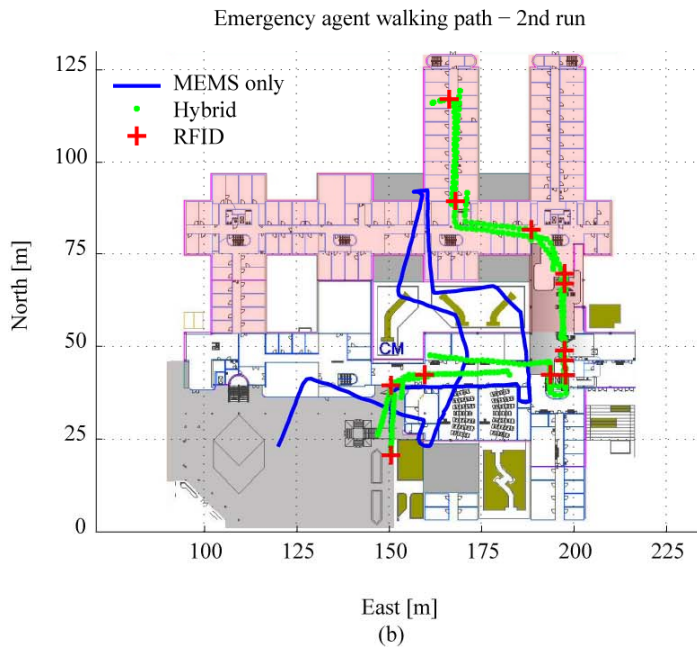 Emergency agent walking path − 2nd run
125
MEMS only
Hybrid
RFID
100
75
North [m]
50
CM
25
0
100 125 150 175 200 225
East [m]
(b)